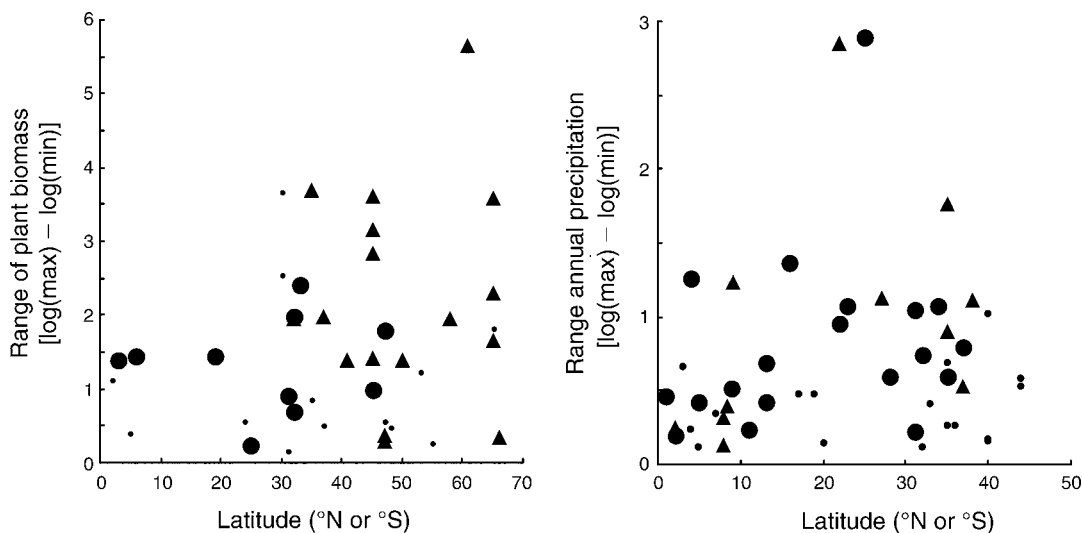 Range of plant biomass
[log(max) − log(min)]
6
5
4
3
2
1
0
0 10 20 30 40 50 60 70
Latitude (°N or °S)
Range annual precipitation
[log(max) − log(min)]
3
2
1
0
0 10 20 30 40 50
Latitude (°N or °S)